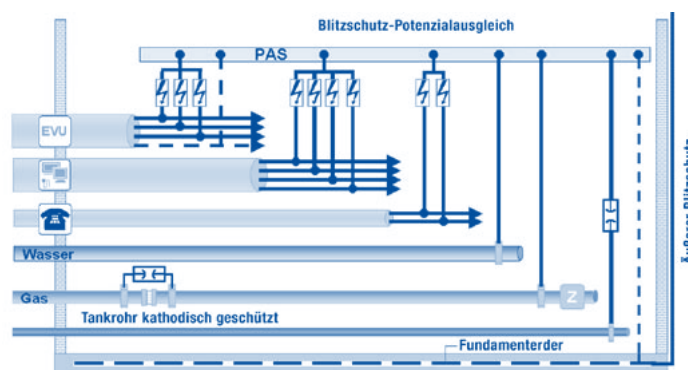 Blitzschutz-Potenzialausgleich
PAS
EVU
Wasser
Gas
Z
Tankrohr kathodisch geschützt
Fundamenterder
Äußerer Blitzschutz